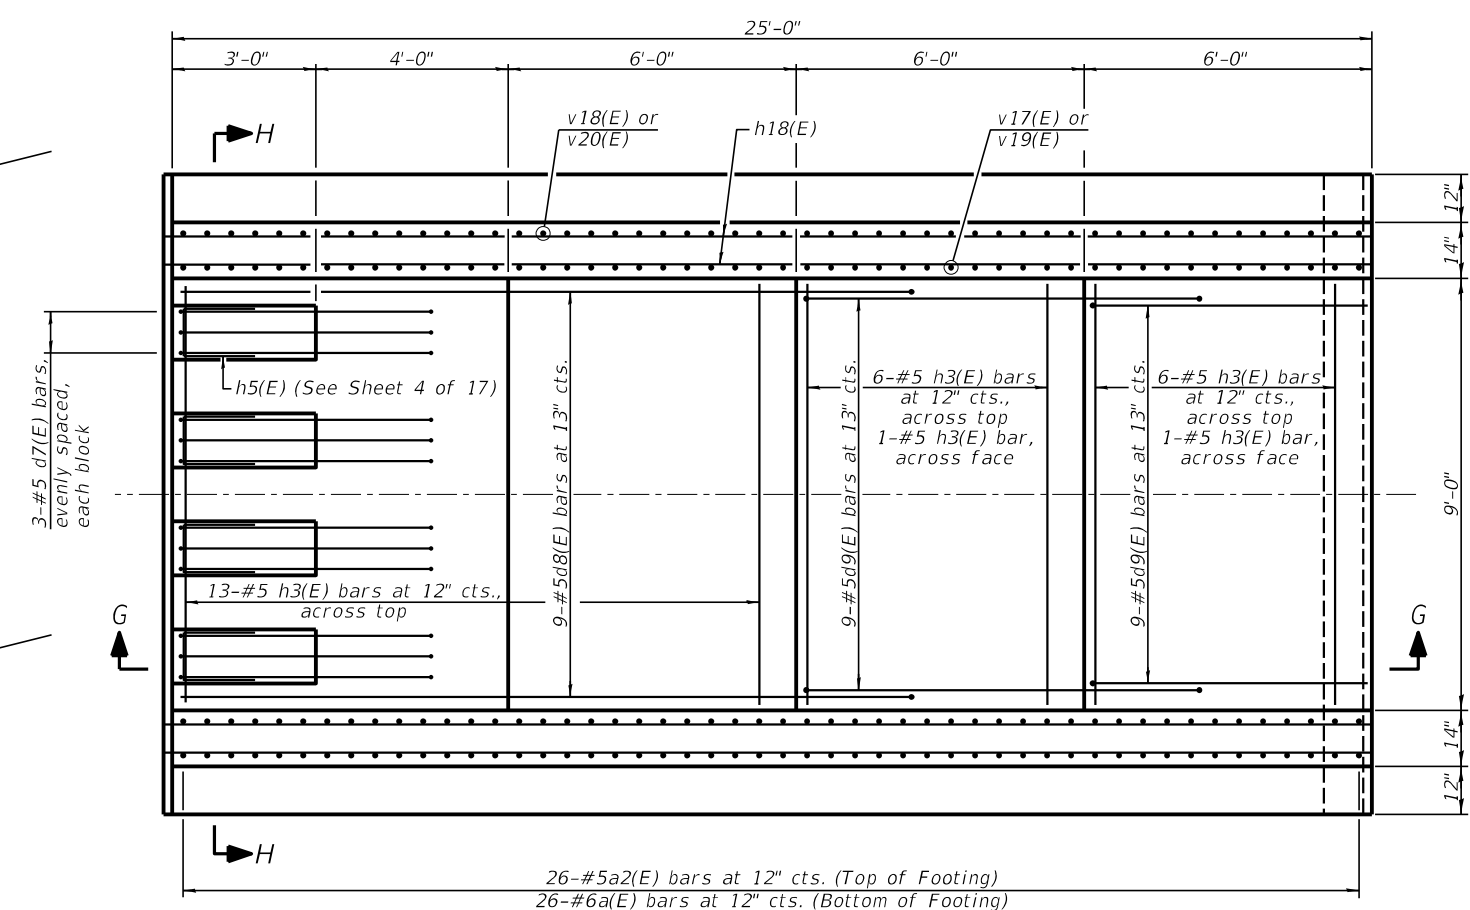 25'-0"
3'-0"
4'-0"
6'-0"
6'-0"
6'-0"
v18(E) or
v20(E)
h18(E)
v17(E) or
v19(E)
H
12"
14"
9'-0"
14"
12"
h5(E) (See Sheet 4 of 17)
3-#5 d7(E) bars,
evenly spaced,
each block
9-#5d8(E) bars at 13" cts.
9-#5d9(E) bars at 13" cts.
6-#5 h3(E) bars
at 12" cts.,
across top
1-#5 h3(E) bar,
across face
9-#5d9(E) bars at 13" cts.
6-#5 h3(E) bars
at 12" cts.,
across top
1-#5 h3(E) bar,
across face
13-#5 h3(E) bars at 12" cts.,
across top
G
G
H
26-#5a2(E) bars at 12" cts. (Top of Footing)
26-#6a(E) bars at 12" cts. (Bottom of Footing)